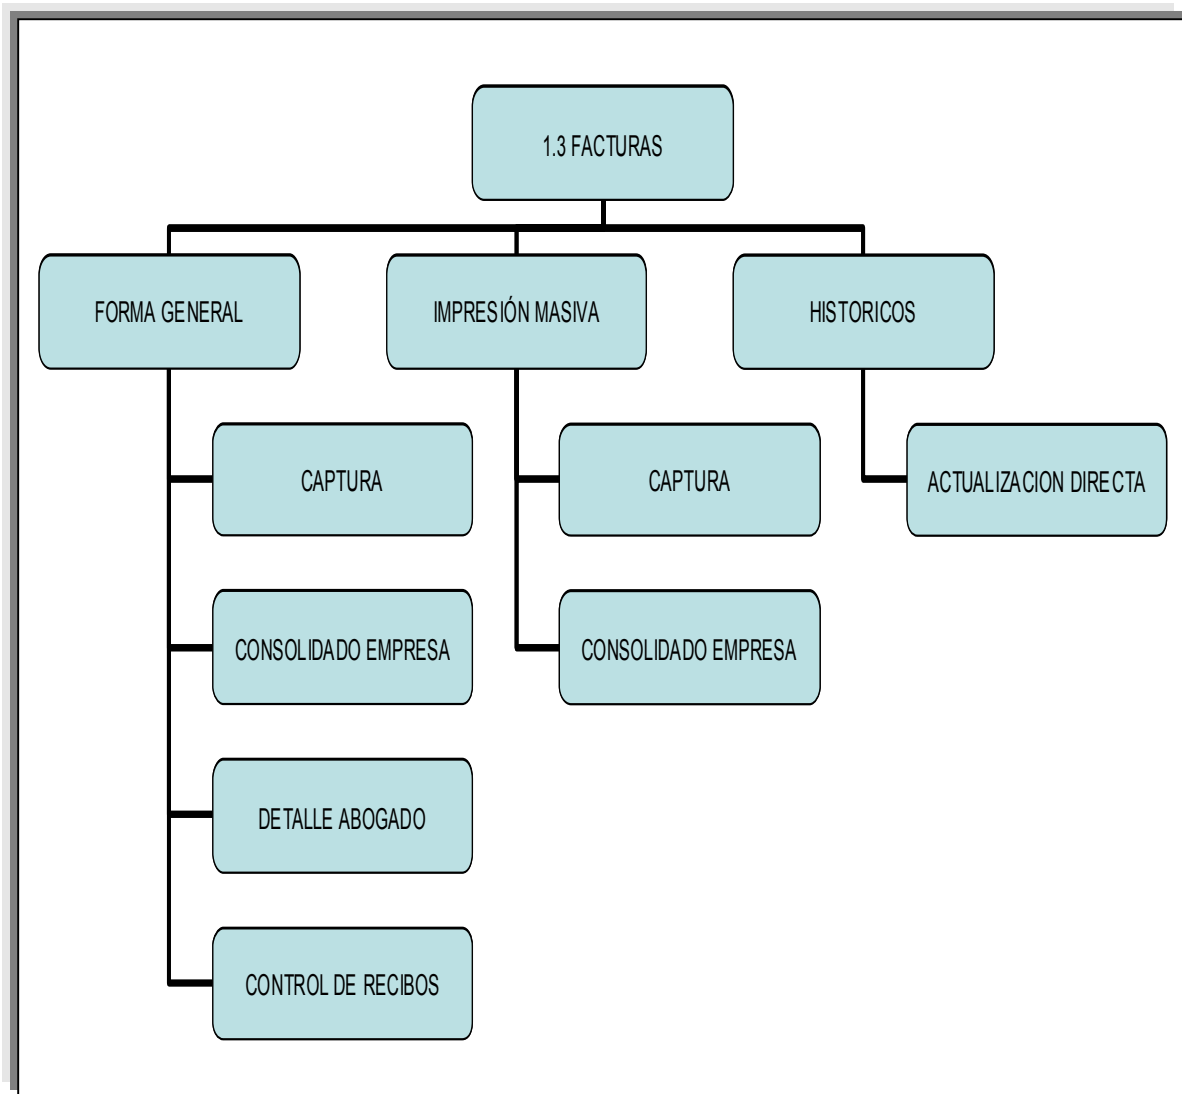 1.3 FACTURAS
FORMA GENERAL
IMPRESIÓN MASIVA
HISTORICOS
CAPTURA
CAPTURA
ACTUALIZACION DIRECTA
CONSOLIDADO EMPRESA
CONSOLIDADO EMPRESA
DETALLE ABOGADO
CONTROL DE RECIBOS